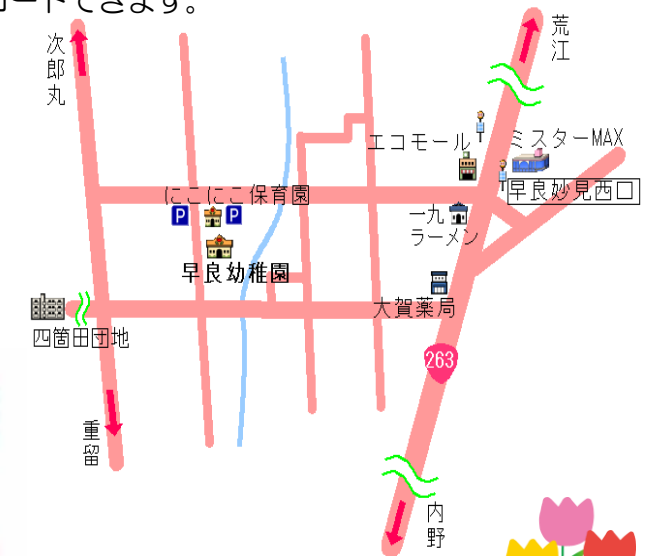 ードできます。
次郎丸
荒江
エコモール
ミスターMAX
早良妙見西口
にこにこ保育園
P
P
一九
ラーメン
早良幼稚園
大賀薬局
四箇田団地
263
重留
内野